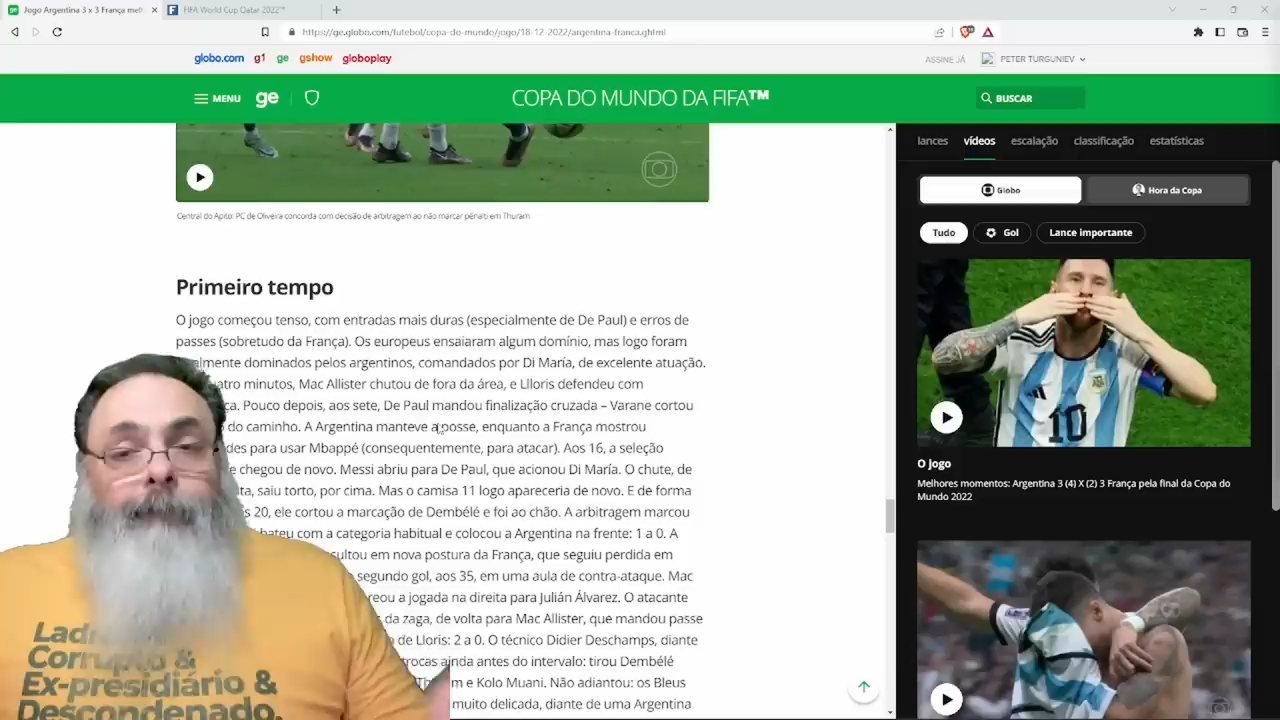 Jogo Argentina 3 x 3 França melh
FIFA World Cup Qatar 2022™
https://ge.globo.com/futebol/copa-do-mundo/jogo/18-12-2022/argentina-franca.ghtml
globo.com g1 ge gshow globoplay
ASSINE JÁ
PETER TURGUNIEV
MENU
ge
COPA DO MUNDO DA FIFA™
BUSCAR
Central do Apito: PC de Oliveira concorda com decisão de arbitragem ao não marcar pênalti em Thuram
Primeiro tempo
O jogo começou tenso, com entradas mais duras (especialmente de De Paul) e erros de
passes (sobretudo da França). Os europeus ensaiaram algum domínio, mas logo foram
almente dominados pelos argentinos, comandados por Di María, de excelente atuação.
uatro minutos, Mac Allister chutou de fora da área, e Lloris defendeu com
ça. Pouco depois, aos sete, De Paul mandou finalização cruzada – Varane cortou
do caminho. A Argentina manteve a posse, enquanto a França mostrou
des para usar Mbappé (consequentemente, para atacar). Aos 16, a seleção
e chegou de novo. Messi abriu para De Paul, que acionou Di María. O chute, de
ta, saiu torto, por cima. Mas o camisa 11 logo apareceria de novo. E de forma
s 20, ele cortou a marcação de Dembélé e foi ao chão. A arbitragem marcou
bateu com a categoria habitual e colocou a Argentina na frente: 1 a 0. A
sultou em nova postura da França, que seguiu perdida em
segundo gol, aos 35, em uma aula de contra-ataque. Mac
reou a jogada na direita para Julián Álvarez. O atacante
s da zaga, de volta para Mac Allister, que mandou passe
o de Lloris: 2 a 0. O técnico Didier Deschamps, diante
trocas ainda antes do intervalo: tirou Dembélé
m e Kolo Muani. Não adiantou: os Bleus
muito delicada, diante de uma Argentina
lances vídeos escalação classificação estatísticas
Globo
Hora da Copa
Tudo
Gol
Lance importante
10
O Jogo
Melhores momentos: Argentina 3 (4) X (2) 3 França pela final da Copa do
Mundo 2022
Corrupto &
Ex-presidiário &
Descondenado.